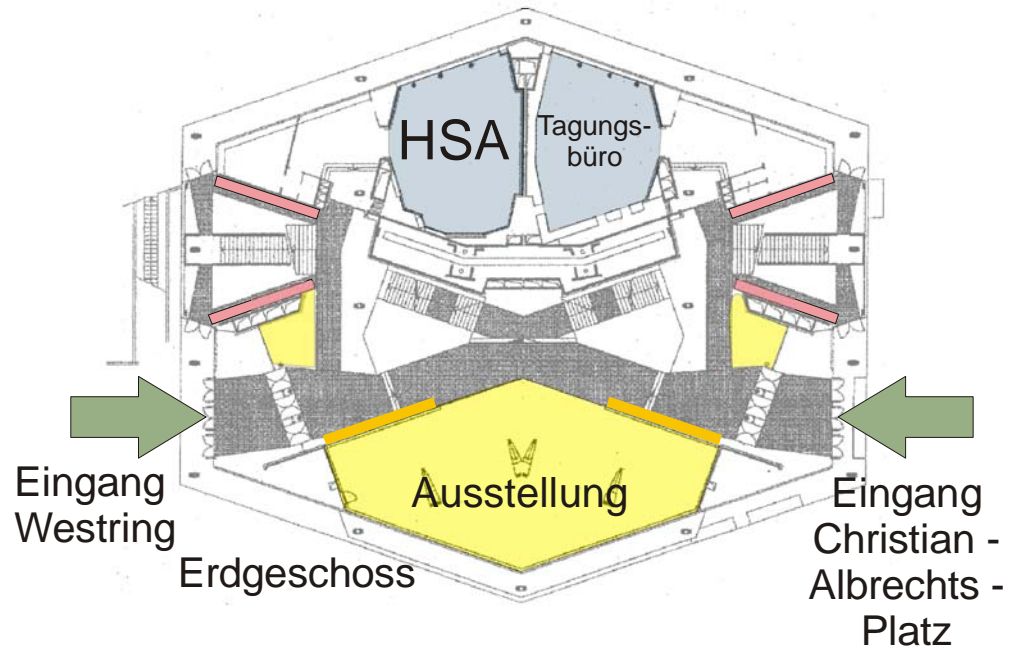 HSA
Tagungs-
büro
Ausstellung
Eingang
Westring
Erdgeschoss
Eingang
Christian -
Albrechts -
Platz